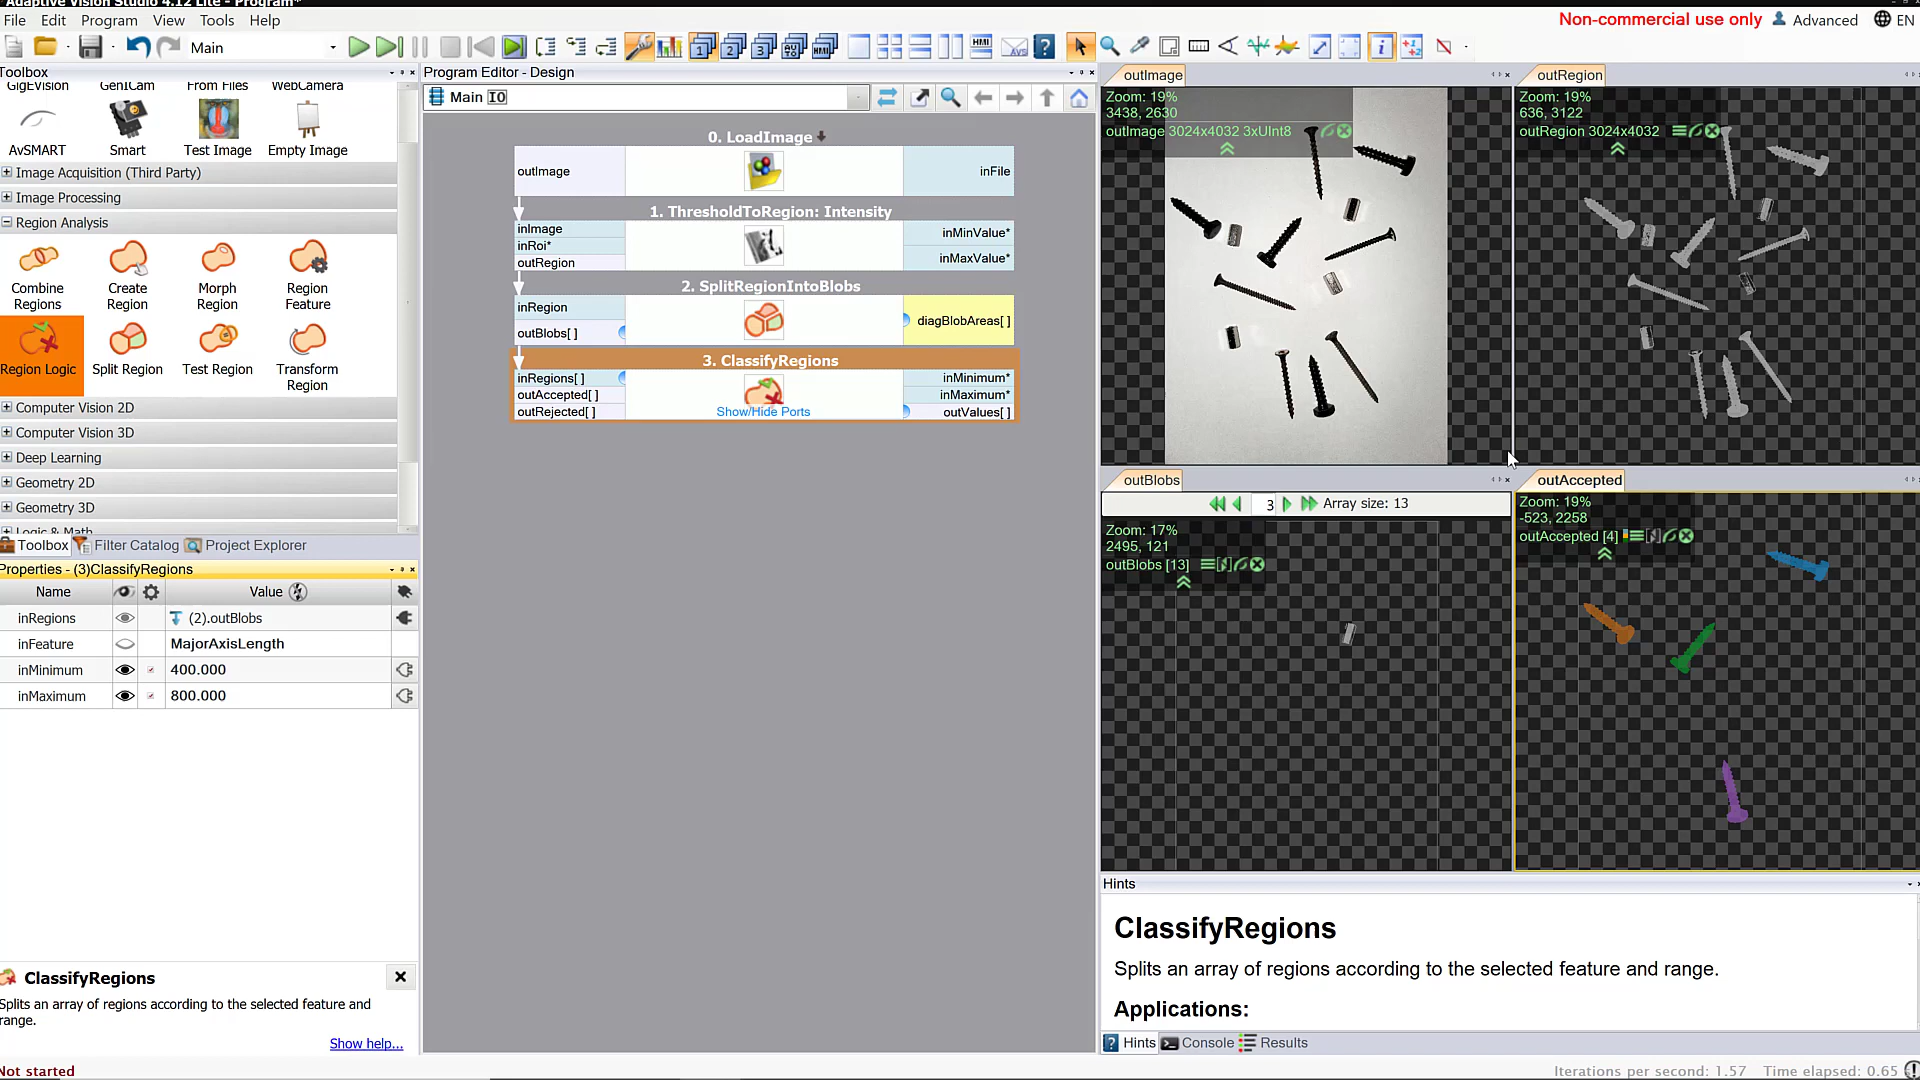 Adaptive Vision Studio 4.12 Lite - Program*
File Edit Program View Tools Help
Non-commercial use only Advanced EN
Main
Toolbox
GigEVision GenICam From Files WebCamera
AvSMART Smart Test Image Empty Image
Image Acquisition (Third Party)
Image Processing
Region Analysis
Combine Regions
Create Region
Morph Region
Region Feature
Region Logic
Split Region
Test Region
Transform Region
Computer Vision 2D
Computer Vision 3D
Deep Learning
Geometry 2D
Geometry 3D
Logic & Math
Toolbox Filter Catalog Project Explorer
Properties - (3)ClassifyRegions
Name Value
inRegions (2).outBlobs
inFeature MajorAxisLength
inMinimum 400.000
inMaximum 800.000
ClassifyRegions
Splits an array of regions according to the selected feature and
range.
Show help...
Not started
Program Editor - Design
Main IO
0. LoadImage
outImage inFile
1. ThresholdToRegion: Intensity
inImage inMinValue*
inRoi*
outRegion inMaxValue*
2. SplitRegionIntoBlobs
inRegion
outBlobs[ ] diagBlobAreas[ ]
3. ClassifyRegions
inRegions[ ] inMinimum*
outAccepted[ ] inMaximum*
outRejected[ ] Show/Hide Ports outValues[ ]
outImage
Zoom: 19%
3438, 2630
outImage 3024x4032 3xUInt8
outRegion
Zoom: 19%
636, 3122
outRegion 3024x4032
outBlobs
3 Array size: 13
Zoom: 17%
2495, 121
outBlobs [13]
outAccepted
Zoom: 19%
-523, 2258
outAccepted [4]
Hints
ClassifyRegions
Splits an array of regions according to the selected feature and range.
Applications:
Hints Console Results
Iterations per second: 1.57 Time elapsed: 0.65 s